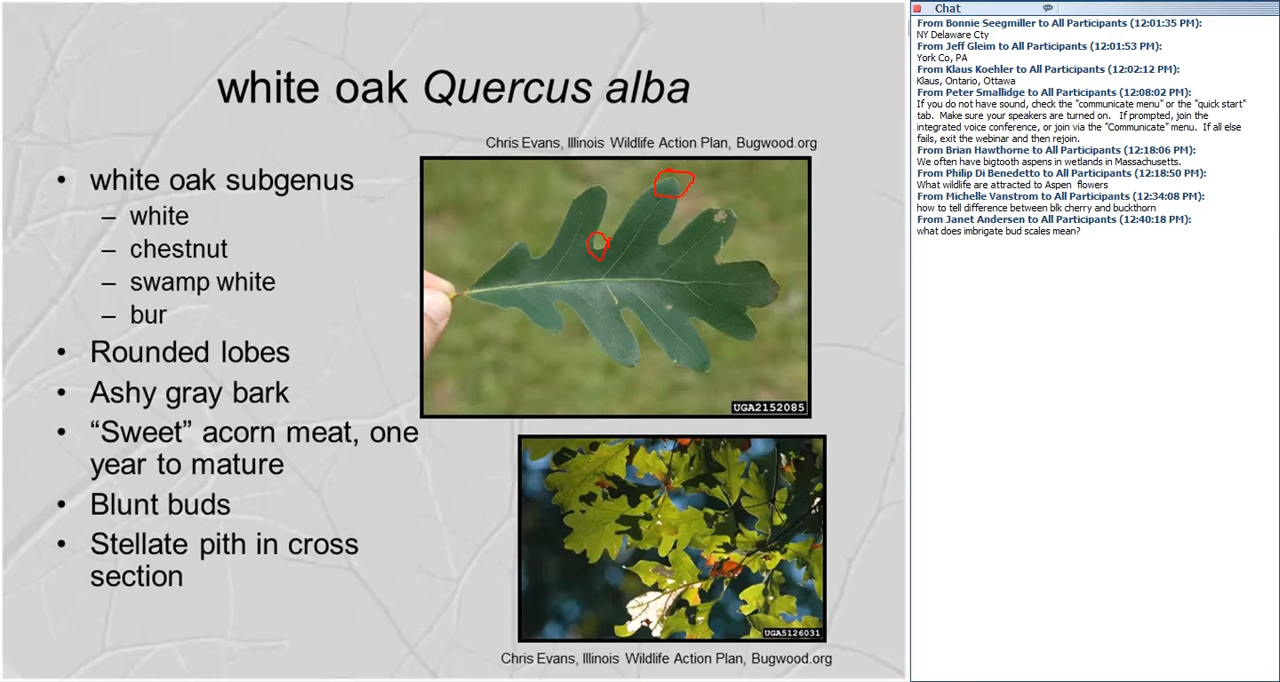 white oak Quercus alba
Chris Evans, Illinois Wildlife Action Plan, Bugwood.org
• white oak subgenus
– white
– chestnut
– swamp white
– bur
• Rounded lobes
• Ashy gray bark
• “Sweet” acorn meat, one
year to mature
• Blunt buds
• Stellate pith in cross
section
UGA2152085
UGA5126031
Chris Evans, Illinois Wildlife Action Plan, Bugwood.org
Chat
From Bonnie Seegmiller to All Participants (12:01:35 PM):
NY Delaware Cty
From Jeff Gleim to All Participants (12:01:53 PM):
York Co, PA
From Klaus Koehler to All Participants (12:02:12 PM):
Klaus, Ontario, Ottawa
From Peter Smallidge to All Participants (12:08:02 PM):
If you do not have sound, check the "communicate menu" or the "quick start"
tab. Make sure your speakers are turned on. If prompted, join the
integrated voice conference, or join via the "Communicate" menu. If all else
fails, exit the webinar and then rejoin.
From Brian Hawthorne to All Participants (12:18:06 PM):
We often have bigtooth aspens in wetlands in Massachusetts.
From Philip Di Benedetto to All Participants (12:18:50 PM):
What wildlife are attracted to Aspen flowers
From Michelle Vanstrom to All Participants (12:34:08 PM):
how to tell difference between blk cherry and buckthorn
From Janet Andersen to All Participants (12:40:18 PM):
what does imbrigate bud scales mean?